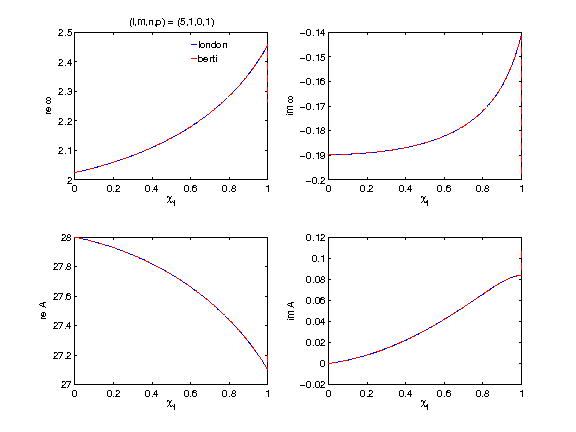 (l,m,n,p) = (5,1,0,1)
2.5
2.4
2.3
2.2
2.1
2
re ω
london
berti
0 0.2 0.4 0.6 0.8 1
χf
−0.14
−0.15
−0.16
−0.17
−0.18
−0.19
−0.2
im ω
0 0.2 0.4 0.6 0.8 1
χf
28
27.8
27.6
27.4
27.2
27
re A
0 0.2 0.4 0.6 0.8 1
χf
0.12
0.1
0.08
0.06
0.04
0.02
0
−0.02
im A
0 0.2 0.4 0.6 0.8 1
χf